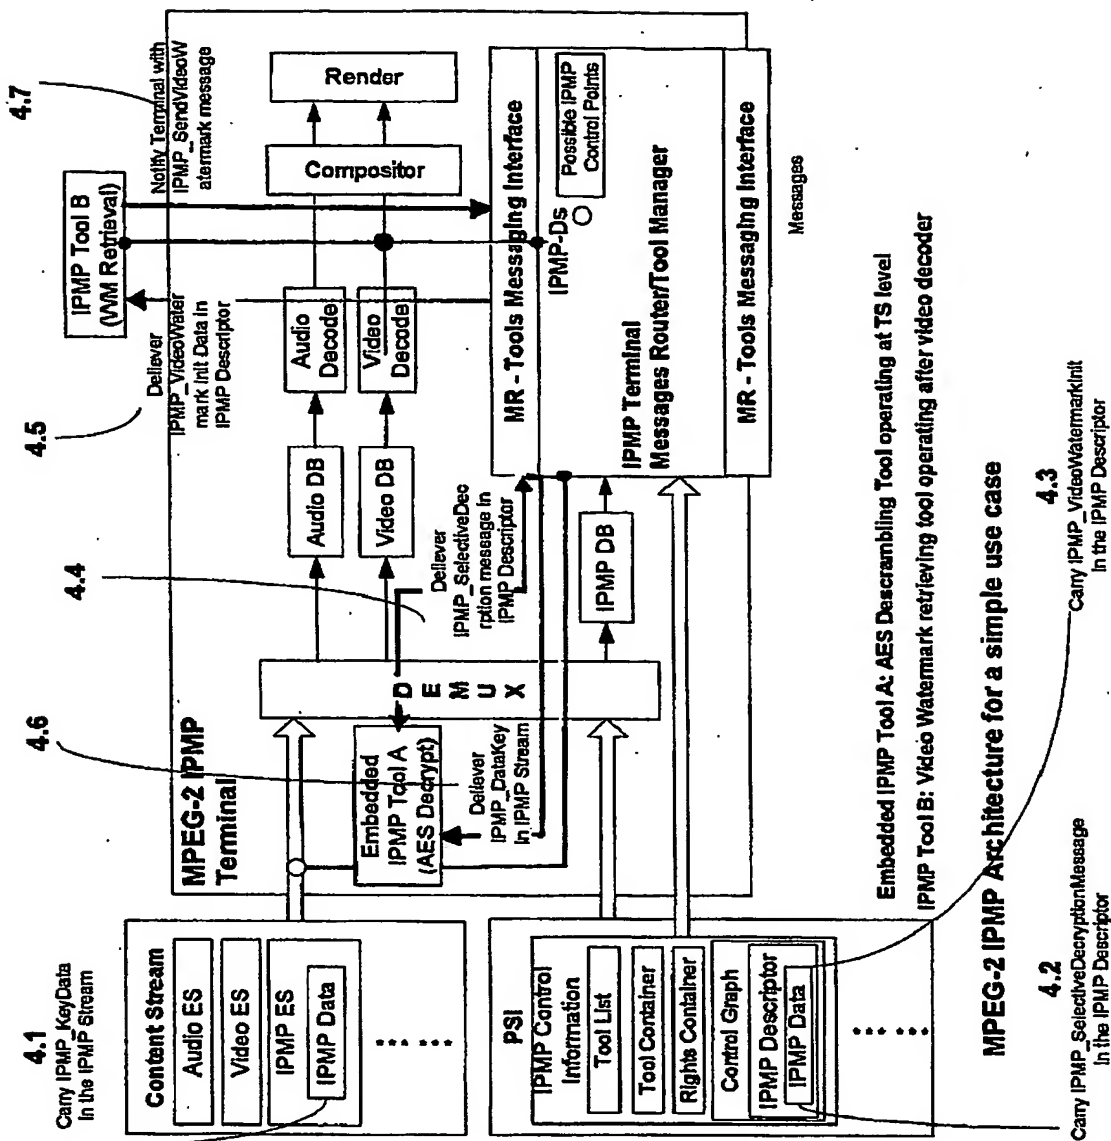 4.1
Carry IPMP_KeyData
In the IPMP Stream
Content Stream
Audio ES
Video ES
IPMP ES
IPMP Data
...... ......
PSI
IPMP Control
Information
Tool List
Tool Container
Rights Container
Control Graph
IPMP Descriptor
IPMP Data
...... ......
4.2
Carry IPMP_SelectiveDecryptionMessage
In the IPMP Descriptor
4.3
Carry IPMP_VideoWatermarkInit
In the IPMP Descriptor
MPEG-2 IPMP
Terminal
4.6
Embedded
IPMP Tool A
(AES Decrypt)
Deliever
IPMP_DataKey
In IPMP Stream
D
E
M
U
X
4.4
Deliever
IPMP_SelectiveDec
rption message In
IPMP Descriptor
Audio DB
Video DB
IPMP DB
Audio
Decode
Video
Decode
4.5
Deliever
IPMP_VideoWater
mark Init Data In
IPMP Descriptor
IPMP Tool B
(WM Retrieval)
4.7
Notify Terminal with
IPMP_SendVideoW
atermark message
Compositor
Render
MR - Tools Messaging Interface
IPMP-Ds
Possible IPMP
Control Points
IPMP Terminal
Messages Router/Tool Manager
MR - Tools Messaging Interface
Messages
Embedded IPMP Tool A: AES Descrambling Tool operating at TS level
IPMP Tool B: Video Watermark retrieving tool operating after video decoder
MPEG-2 IPMP Architecture for a simple use case